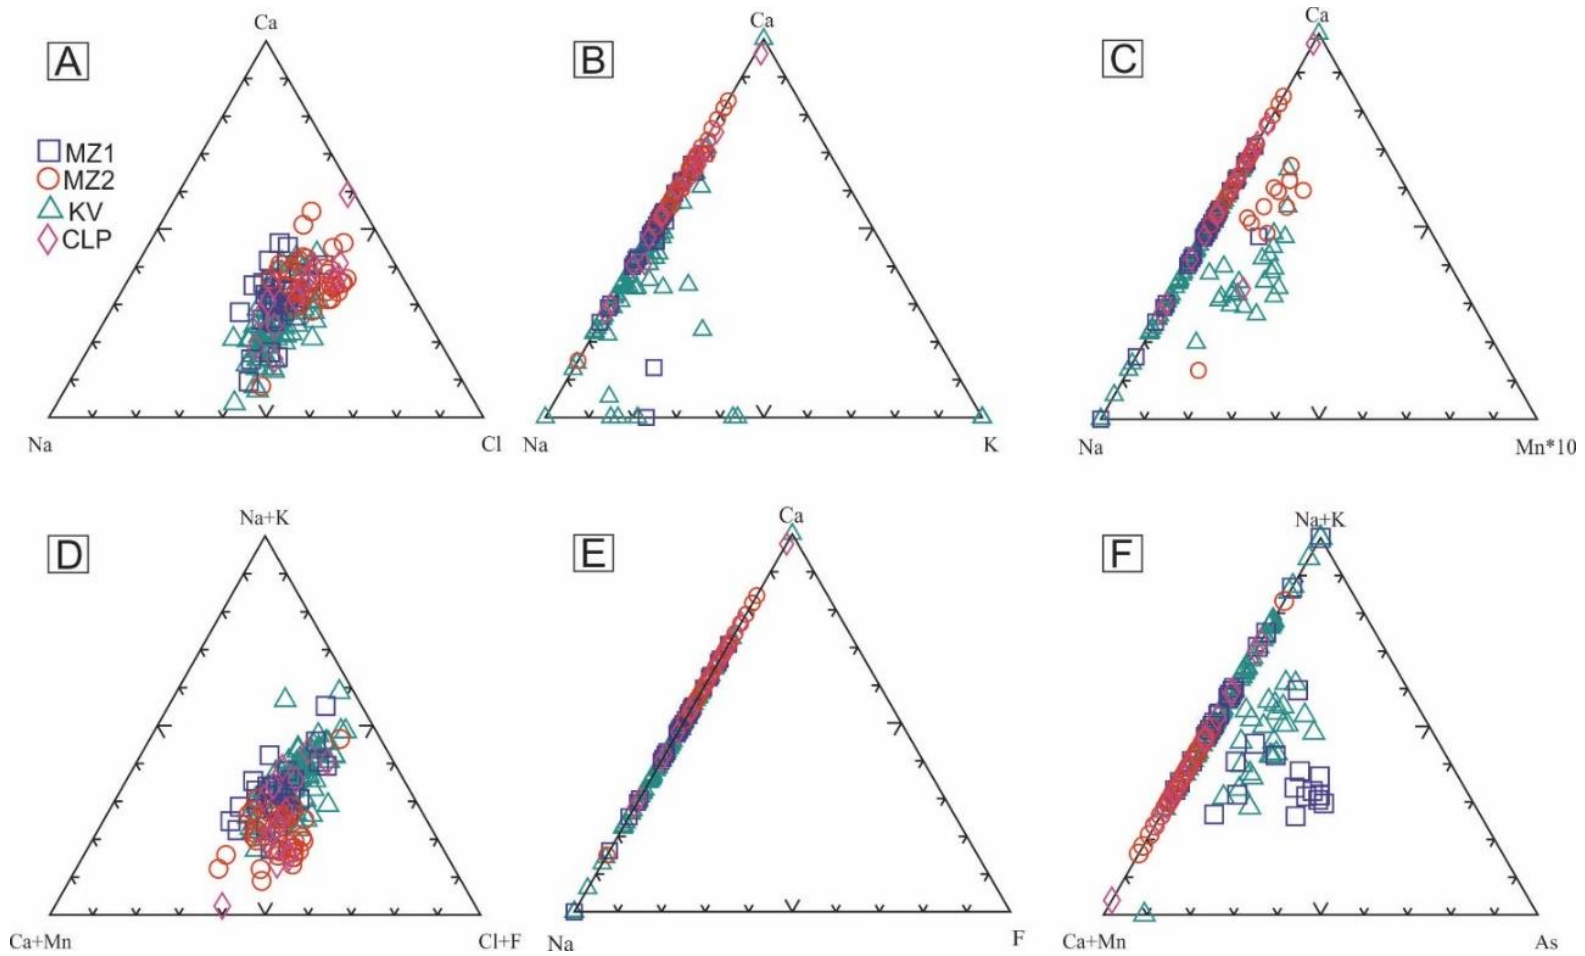 Ca
Ca
Ca
A
B
C
MZ1
MZ2
KV
CLP
Na
Cl
Na
K
Na
Mn*10
Na+K
Ca
Na+K
D
E
F
Ca+Mn
Cl+F
Na
F
Ca+Mn
As